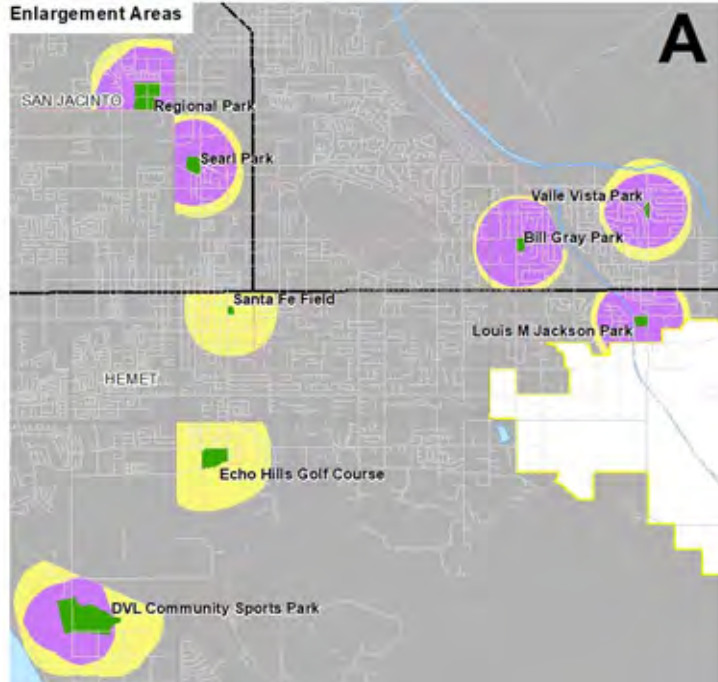 Enlargement Areas
A
SAN JACINTO
Regional Park
Searl Park
Valle Vista Park
Bill Gray Park
Santa Fe Field
Louis M Jackson Park
HEMET
Echo Hills Golf Course
DVL Community Sports Park